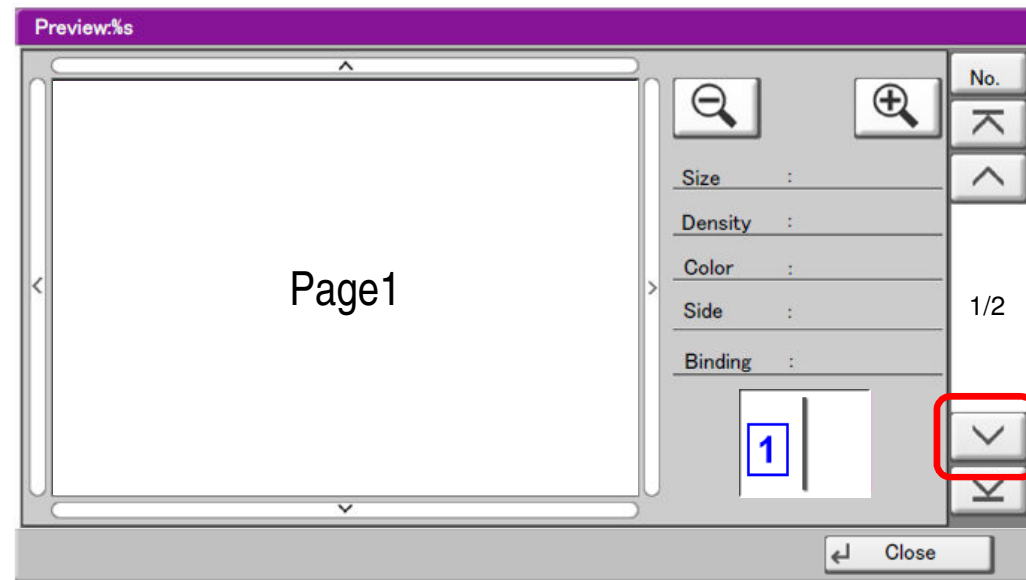 Preview:%s
No.
Size :
Density :
Color :
Side :
Binding :
Page1
1/2
1
Close